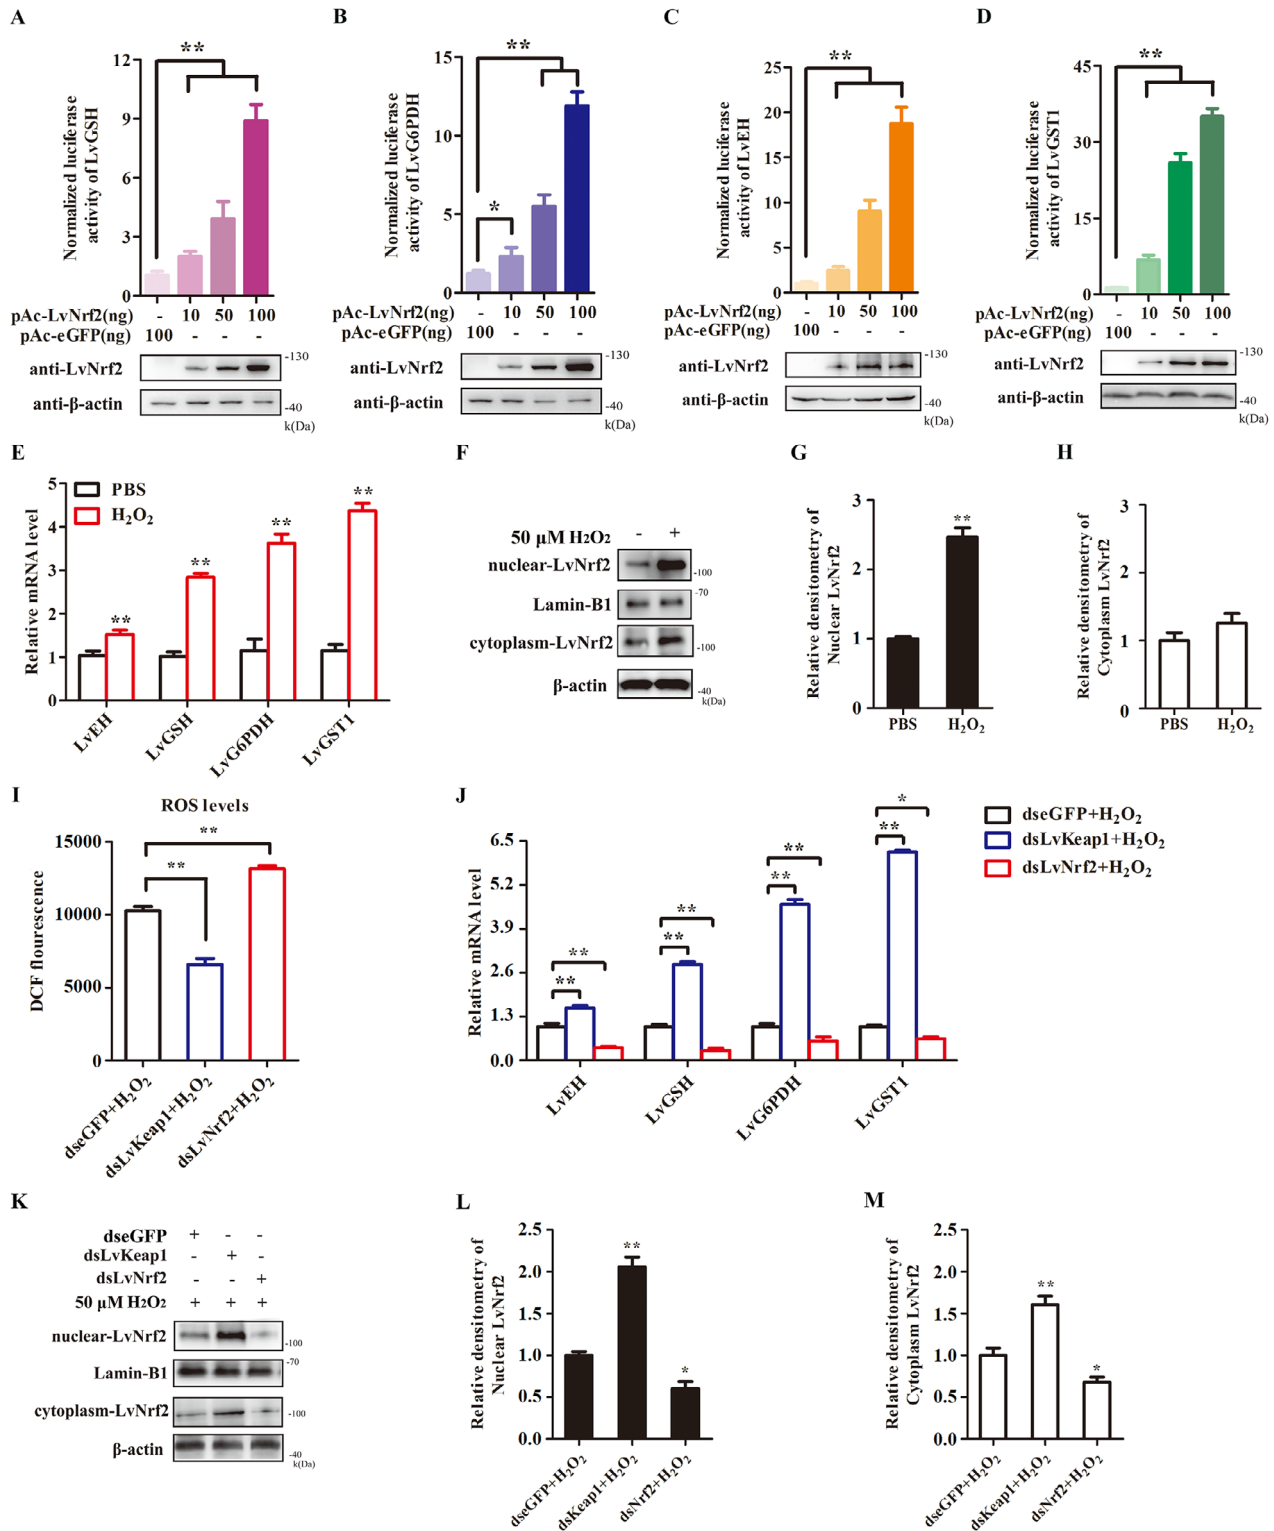 A
**
12
9
6
3
0
Normalized luciferase
activity of LvGSH
pAc-LvNrf2(ng) - 10 50 100
pAc-eGFP(ng) 100 - - -
anti-LvNrf2
-130
anti-β-actin
-40
k(Da)
B
**
*
15
10
5
0
Normalized luciferase
activity of LvG6PDH
pAc-LvNrf2(ng) - 10 50 100
pAc-eGFP(ng) 100 - - -
anti-LvNrf2
-130
anti-β-actin
-40
k(Da)
C
**
25
20
15
10
5
0
Normalized luciferase
activity of LvEH
pAc-LvNrf2(ng) - 10 50 100
pAc-eGFP(ng) 100 - - -
anti-LvNrf2
-130
anti-β-actin
-40
k(Da)
D
**
45
30
15
0
Normalized luciferase
activity of LvGST1
pAc-LvNrf2(ng) - 10 50 100
pAc-eGFP(ng) 100 - - -
anti-LvNrf2
-130
anti-β-actin
-40
k(Da)
E
PBS
H₂O₂
5
4
3
2
1
0
Relative mRNA level
** ** ** **
LvEH LvGSH LvG6PDH LvGST1
F
50 μM H₂O₂ - +
nuclear-LvNrf2
-100
Lamin-B1
-70
cytoplasm-LvNrf2
-100
β-actin
-40
k(Da)
G
3
2
1
0
Relative densitometry of
Nuclear LvNrf2
**
PBS H₂O₂
H
3
2
1
0
Relative densitometry of
Cytoplasm LvNrf2
PBS H₂O₂
I
ROS levels
15000
10000
5000
0
DCF flourescence
**
**
dseGFP+H₂O₂
dsLvKeap1+H₂O₂
dsLvNrf2+H₂O₂
J
6.5
5.2
3.9
2.6
1.3
0.0
Relative mRNA level
** **
** **
** **
* **
dseGFP+H₂O₂
dsLvKeap1+H₂O₂
dsLvNrf2+H₂O₂
LvEH LvGSH LvG6PDH LvGST1
K
dseGFP + - -
dsLvKeap1 - + -
dsLvNrf2 - - +
50 μM H₂O₂ + + +
nuclear-LvNrf2
-100
Lamin-B1
-70
cytoplasm-LvNrf2
-100
β-actin
-40
k(Da)
L
2.5
2.0
1.5
1.0
0.5
0.0
Relative densitometry of
Nuclear LvNrf2
**
*
dseGFP+H₂O₂
dsKeap1+H₂O₂
dsNrf2+H₂O₂
M
2.5
2.0
1.5
1.0
0.5
0.0
Relative densitometry of
Cytoplasm LvNrf2
**
*
dseGFP+H₂O₂
dsKeap1+H₂O₂
dsNrf2+H₂O₂